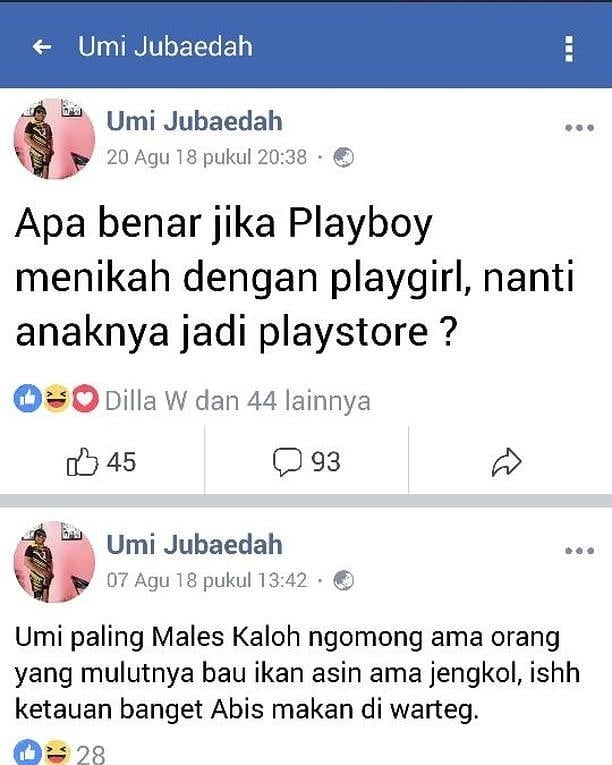 Umi Jubaedah
Umi Jubaedah
20 Agu 18 pukul 20:38 ·
Apa benar jika Playboy
menikah dengan playgirl, nanti
anaknya jadi playstore ?
Dilla W dan 44 lainnya
45
93
Umi Jubaedah
07 Agu 18 pukul 13:42 ·
Umi paling Males Kaloh ngomong ama orang
yang mulutnya bau ikan asin ama jengkol, ishh
ketauan banget Abis makan di warteg.
28